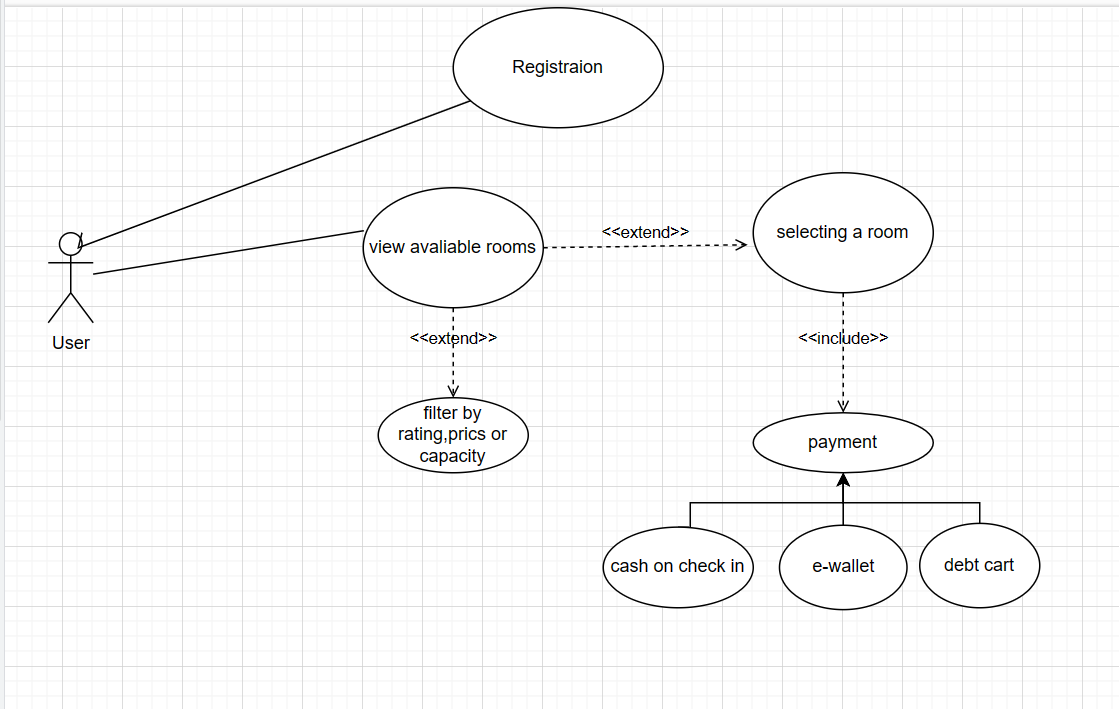 Registraion
view avaliable rooms
<<extend>>
selecting a room
User
<<extend>>
<<include>>
filter by
rating,prics or
capacity
payment
cash on check in
e-wallet
debt cart